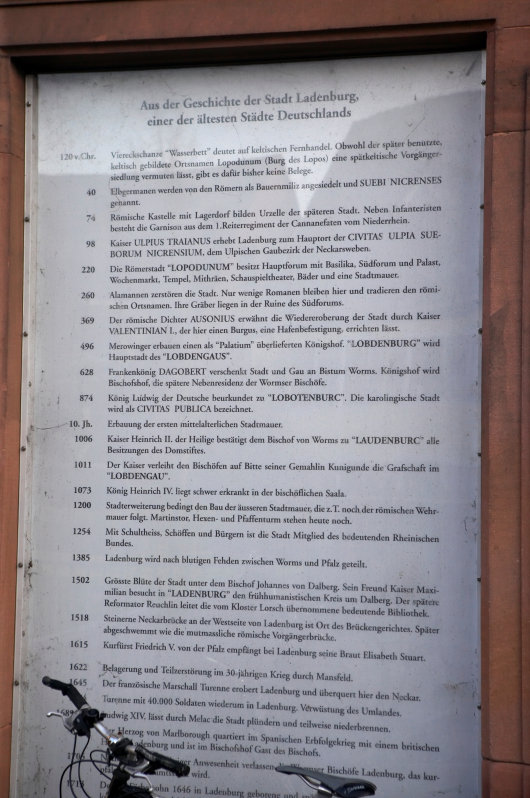 Aus der Geschichte der Stadt Ladenburg,
einer der ältesten Städte Deutschlands
120 v. Chr. Viereckschanze "Wasserbett" deutet auf keltischen Fernhandel. Obwohl der später benutzte,
keltisch gebildete Ortsnamen Lopodunum (Burg des Lopos) eine spätkeltische Vorgänger-
siedlung vermuten lässt, gibt es dafür bisher keine Belege.
40 Elbgermanen werden von den Römern als Bauernmiliz angesiedelt und SUEBI NICRENSES
genannt.
74 Römische Kastelle mit Lagerdorf bilden Urzelle der späteren Stadt. Neben Infanteristen
besteht die Garnison aus dem 1.Reiterregiment der Cannanefaten vom Niederrhein.
98 Kaiser ULPIUS TRAIANUS erhebt Ladenburg zum Hauptort der CIVITAS ULPIA SUE-
BORUM NICRENSIUM, dem Ulpischen Gaubezirk der Neckarsweben.
220 Die Römerstadt "LOPODUNUM" besitzt Hauptforum mit Basilika, Südforum und Palast,
Wochenmarkt, Tempel, Mithräen, Schauspieltheater, Bäder und eine Stadtmauer.
260 Alamannen zerstören die Stadt. Nur wenige Romanen bleiben hier und tradieren den römi-
schen Ortsnamen. Ihre Gräber liegen in der Ruine des Südforums.
369 Der römische Dichter AUSONIUS erwähnt die Wiedereroberung der Stadt durch Kaiser
VALENTINIAN I., der hier einen Burgus, eine Hafenbefestigung, errichten lässt.
496 Merowinger erbauen einen als "Palatium" überlieferten Königshof. "LOBDENBURG" wird
Hauptstadt des "LOBDENGAUS".
628 Frankenkönig DAGOBERT verschenkt Stadt und Gau an Bistum Worms. Königshof wird
Bischofshof, die spätere Nebenresidenz der Wormser Bischöfe.
874 König Ludwig der Deutsche beurkundet zu "LOBOTENBURC". Die karolingische Stadt
wird als CIVITAS PUBLICA bezeichnet.
10. Jh. Erbauung der ersten mittelalterlichen Stadtmauer.
1006 Kaiser Heinrich II. der Heilige bestätigt dem Bischof von Worms zu "LAUDENBURC" alle
Besitzungen des Domstiftes.
1011 Der Kaiser verleiht den Bischöfen auf Bitte seiner Gemahlin Kunigunde die Grafschaft im
"LOBDENGAU".
1073 König Heinrich IV. liegt schwer erkrankt in der bischöflichen Saala.
1200 Stadterweiterung bedingt den Bau der äusseren Stadtmauer, die z.T. noch der römischen Wehr-
mauer folgt. Martinstor, Hexen- und Pfaffenturm stehen heute noch.
1254 Mit Schultheiss, Schöffen und Bürgern ist die Stadt Mitglied des bedeutenden Rheinischen
Bundes.
1385 Ladenburg wird nach blutigen Fehden zwischen Worms und Pfalz geteilt.
1502 Grösste Blüte der Stadt unter dem Bischof Johannes von Dalberg. Sein Freund Kaiser Maxi-
milian besucht in "LADENBURG" den frühhumanistischen Kreis um Dalberg. Der spätere
Reformator Reuchlin leitet die vom Kloster Lorsch übernommene bedeutende Bibliothek.
1518 Steinerne Neckarbrücke an der Westseite von Ladenburg ist Ort des Brückengerichtes. Später
abgeschwemmt wie die mutmassliche römische Vorgängerbrücke.
1615 Kurfürst Friedrich V. von der Pfalz empfängt bei Ladenburg seine Braut Elisabeth Stuart.
1622 Belagerung und Teilzerstörung im 30-jährigen Krieg durch Mansfeld.
1645 Der französische Marschall Turenne erobert Ladenburg und überquert hier den Neckar.
Turenne mit 40.000 Soldaten wiederum in Ladenburg. Verwüstung des Umlandes.
1689 Ludwig XIV. lässt durch Melac die Stadt plündern und teilweise niederbrennen.
Herzog von Marlborough quartiert im Spanischen Erbfolgekrieg mit einem britischen
Ladenburg und ist im Bischofshof Gast des Bischofs.
Anwesenheit verlassen die Wormser Bischöfe Ladenburg, das kur-
wird.
1646 in Ladenburg geborene und